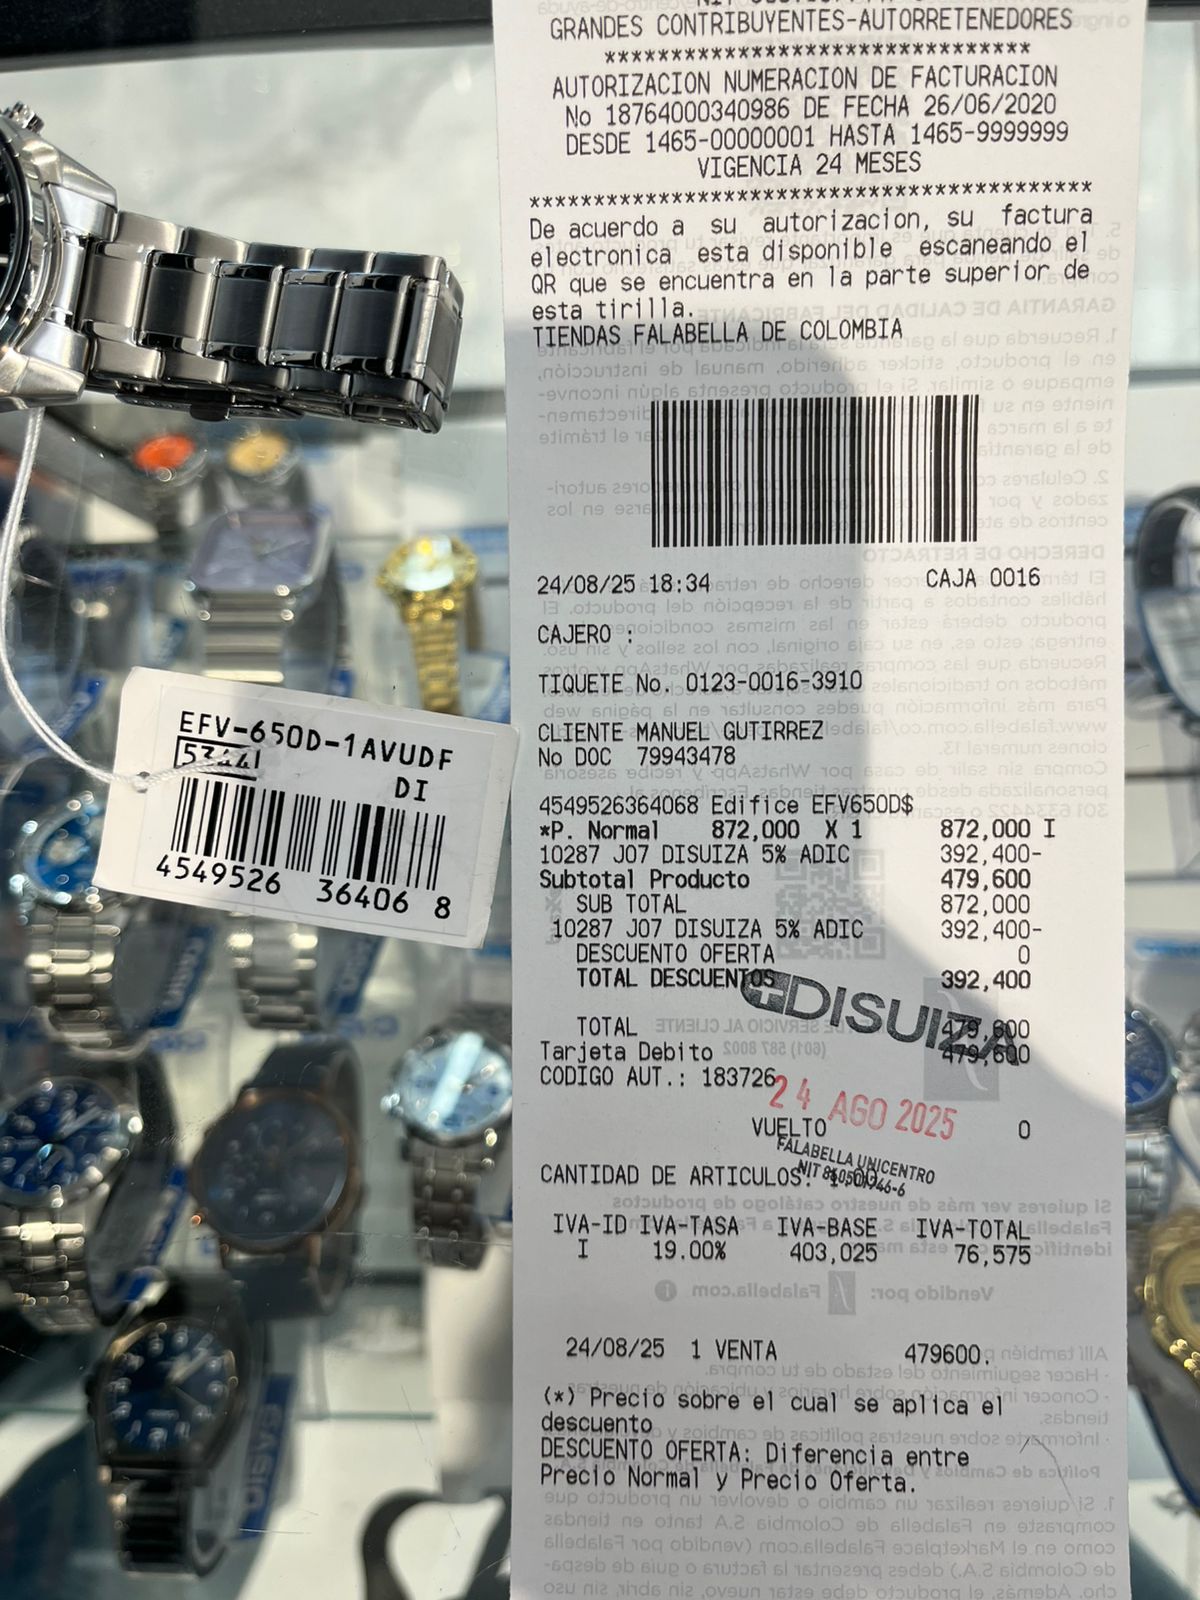 GRANDES CONTRIBUYENTES-AUTORRETENEDORES
**********************************
AUTORIZACION NUMERACION DE FACTURACION
No 18764000340986 DE FECHA 26/06/2020
DESDE 1465-00000001 HASTA 1465-9999999
VIGENCIA 24 MESES
*******************************************
De acuerdo a su autorizacion, su factura
electronica esta disponible escaneando el
QR que se encuentra en la parte superior de
esta tirilla.
TIENDAS FALABELLA DE COLOMBIA
24/08/25 18:34 CAJA 0016
CAJERO :
TIQUETE No. 0123-0016-3910
CLIENTE MANUEL GUTIRREZ
No DOC 79943478
4549526364068 Edifice EFV650D$
*P. Normal 872,000 X 1 872,000 I
10287 J07 DISUIZA 5% ADIC 392,400-
Subtotal Producto 479,600
SUB TOTAL 872,000
10287 J07 DISUIZA 5% ADIC 392,400-
DESCUENTO OFERTA 0
TOTAL DESCUENTOS 392,400
DISUIZA
TOTAL 479,600
Tarjeta Debito 479,600
CODIGO AUT.: 183726
24 AGO 2025
VUELTO 0
FALABELLA UNICENTRO
CANTIDAD DE ARTICULOS:
IVA-ID IVA-TASA IVA-BASE IVA-TOTAL
I 19.00% 403,025 76,575
24/08/25 1 VENTA 479600.
(*) Precio sobre el cual se aplica el
descuento
DESCUENTO OFERTA: Diferencia entre
Precio Normal y Precio Oferta.
EFV-650D-1AVUDF
DI
4549526 36406 8